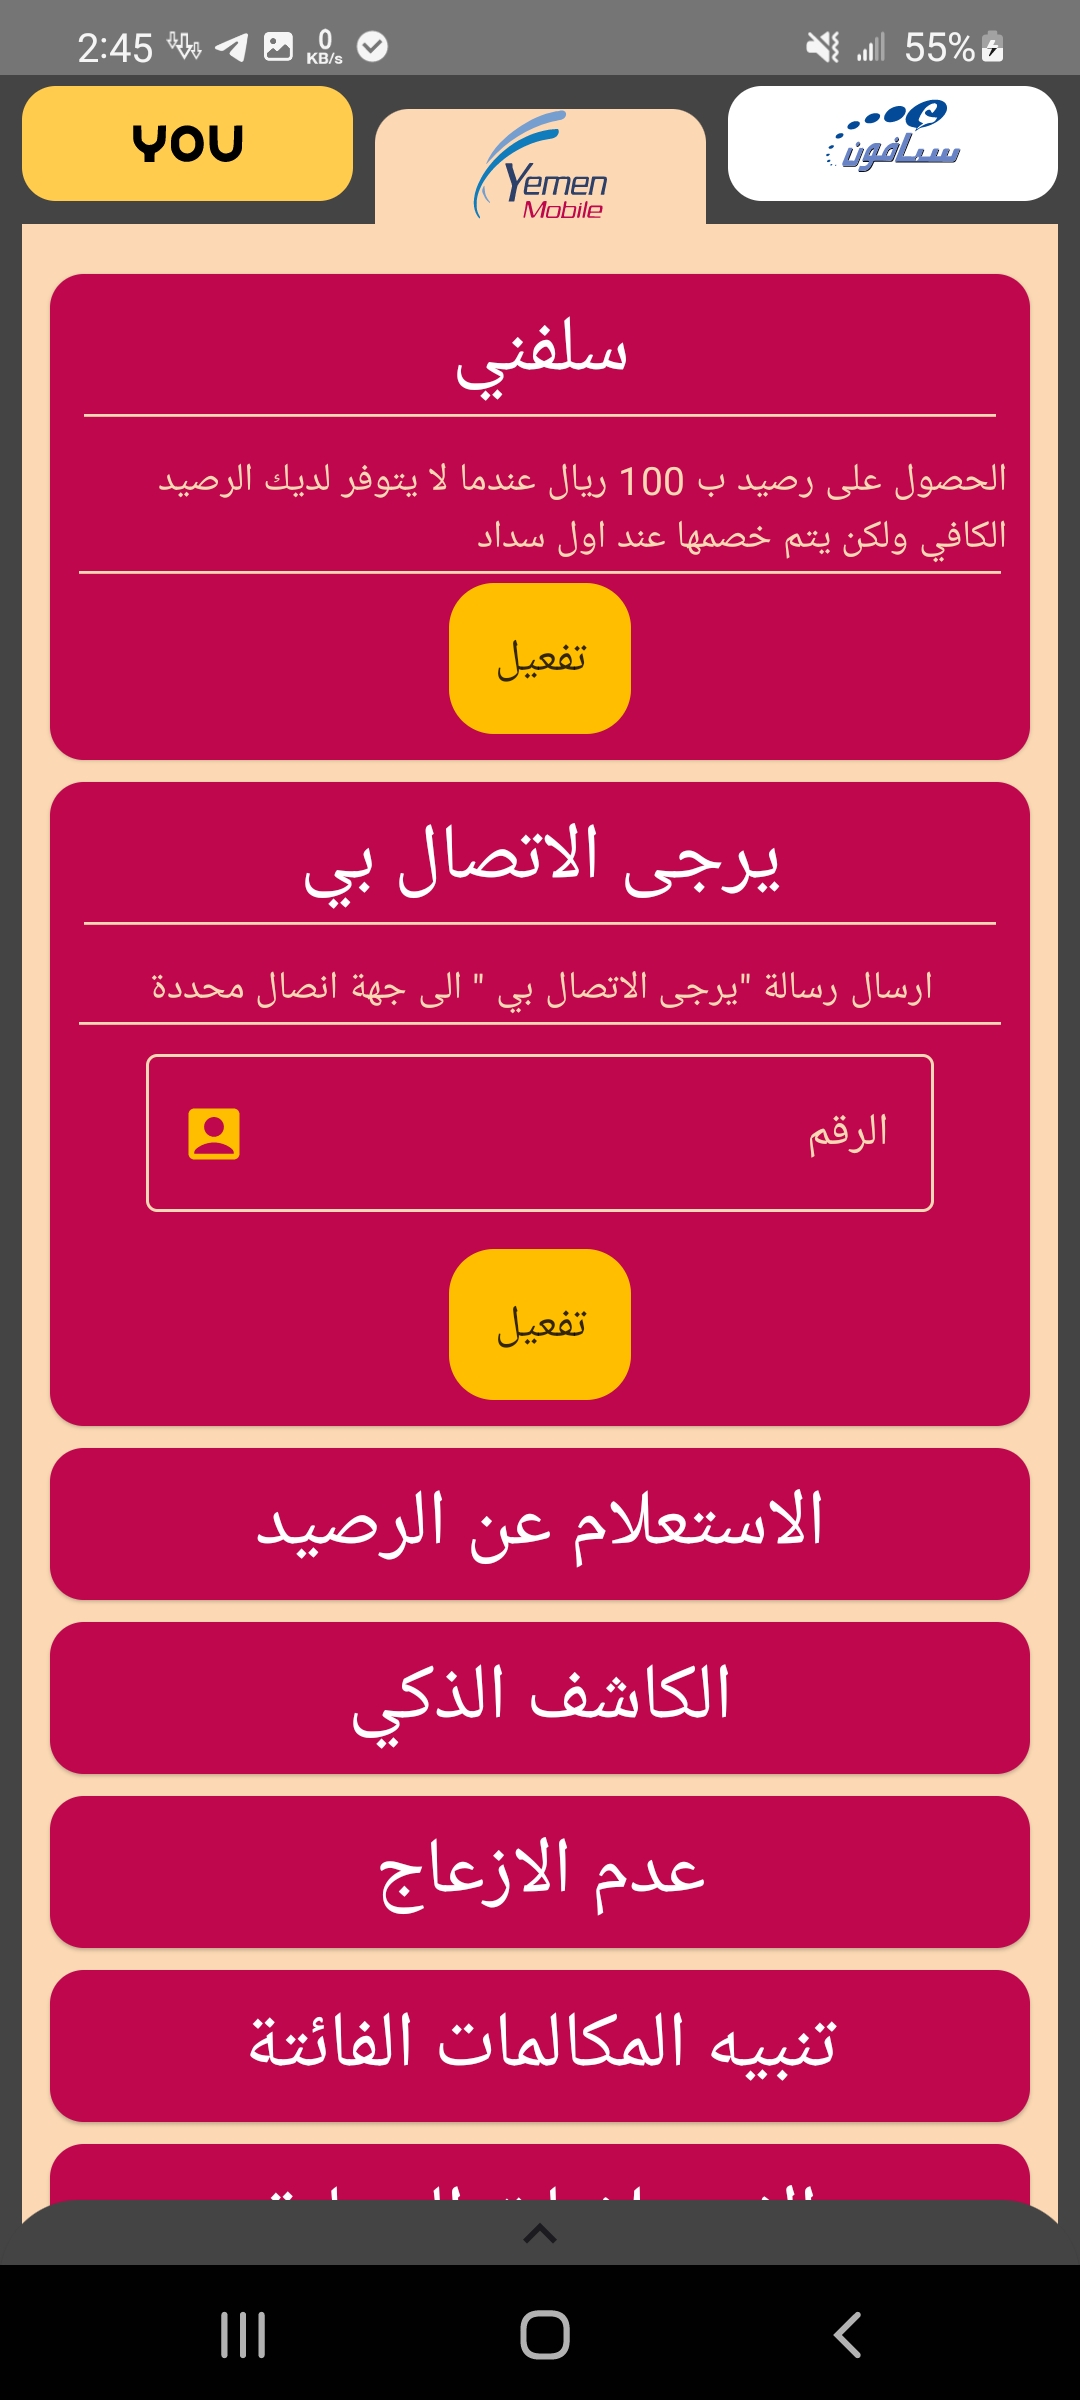 2:45
0
KB/s
55%
YOU
Yemen
Mobile
سبأفون
سلفني
الحصول على رصيد ب 100 ريال عندما لا يتوفر لديك الرصيد
الكافي ولكن يتم خصمها عند اول سداد
تفعيل
يرجى الاتصال بي
ارسال رسالة "يرجى الاتصال بي " الى جهة انصال محددة
الرقم
تفعيل
الاستعلام عن الرصيد
الكاشف الذكي
عدم الازعاج
تنبيه المكالمات الفائتة